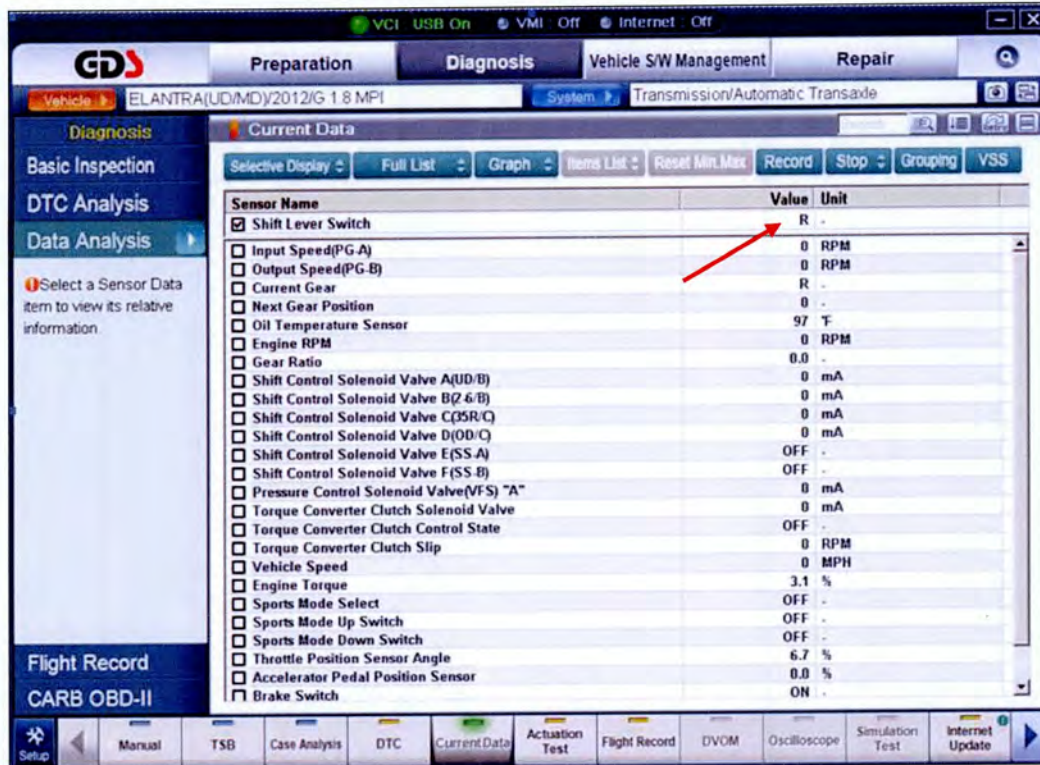 VCI USB On VMI : Off Internet : Off
GDS Preparation Diagnosis Vehicle S/W Management Repair
Vehicle ELANTRA(UD/MD)/2012/G 1.8 MPI System Transmission/Automatic Transaxle
Diagnosis
Basic Inspection
DTC Analysis
Data Analysis
Select a Sensor Data
item to view its relative
information.
Flight Record
CARB OBD-II
Current Data
Selective Display Full List Graph Items List Reset Min.Max Record Stop Grouping VSS
Sensor Name Value Unit
Shift Lever Switch R -
Input Speed(PG-A) 0 RPM
Output Speed(PG-B) 0 RPM
Current Gear R -
Next Gear Position 0 -
Oil Temperature Sensor 97 °F
Engine RPM 0 RPM
Gear Ratio 0.0 -
Shift Control Solenoid Valve A(UD/B) 0 mA
Shift Control Solenoid Valve B(2-6/B) 0 mA
Shift Control Solenoid Valve C(35R/C) 0 mA
Shift Control Solenoid Valve D(OD/C) 0 mA
Shift Control Solenoid Valve E(SS-A) OFF -
Shift Control Solenoid Valve F(SS-B) OFF -
Pressure Control Solenoid Valve(VFS) "A" 0 mA
Torque Converter Clutch Solenoid Valve 0 mA
Torque Converter Clutch Control State OFF -
Torque Converter Clutch Slip 0 RPM
Vehicle Speed 0 MPH
Engine Torque 3.1 %
Sports Mode Select OFF -
Sports Mode Up Switch OFF -
Sports Mode Down Switch OFF -
Throttle Position Sensor Angle 6.7 %
Accelerator Pedal Position Sensor 0.0 %
Brake Switch ON -
Setup Manual TSB Case Analysis DTC Current Data Actuation Test Flight Record DVOM Oscilloscope Simulation Test Internet Update